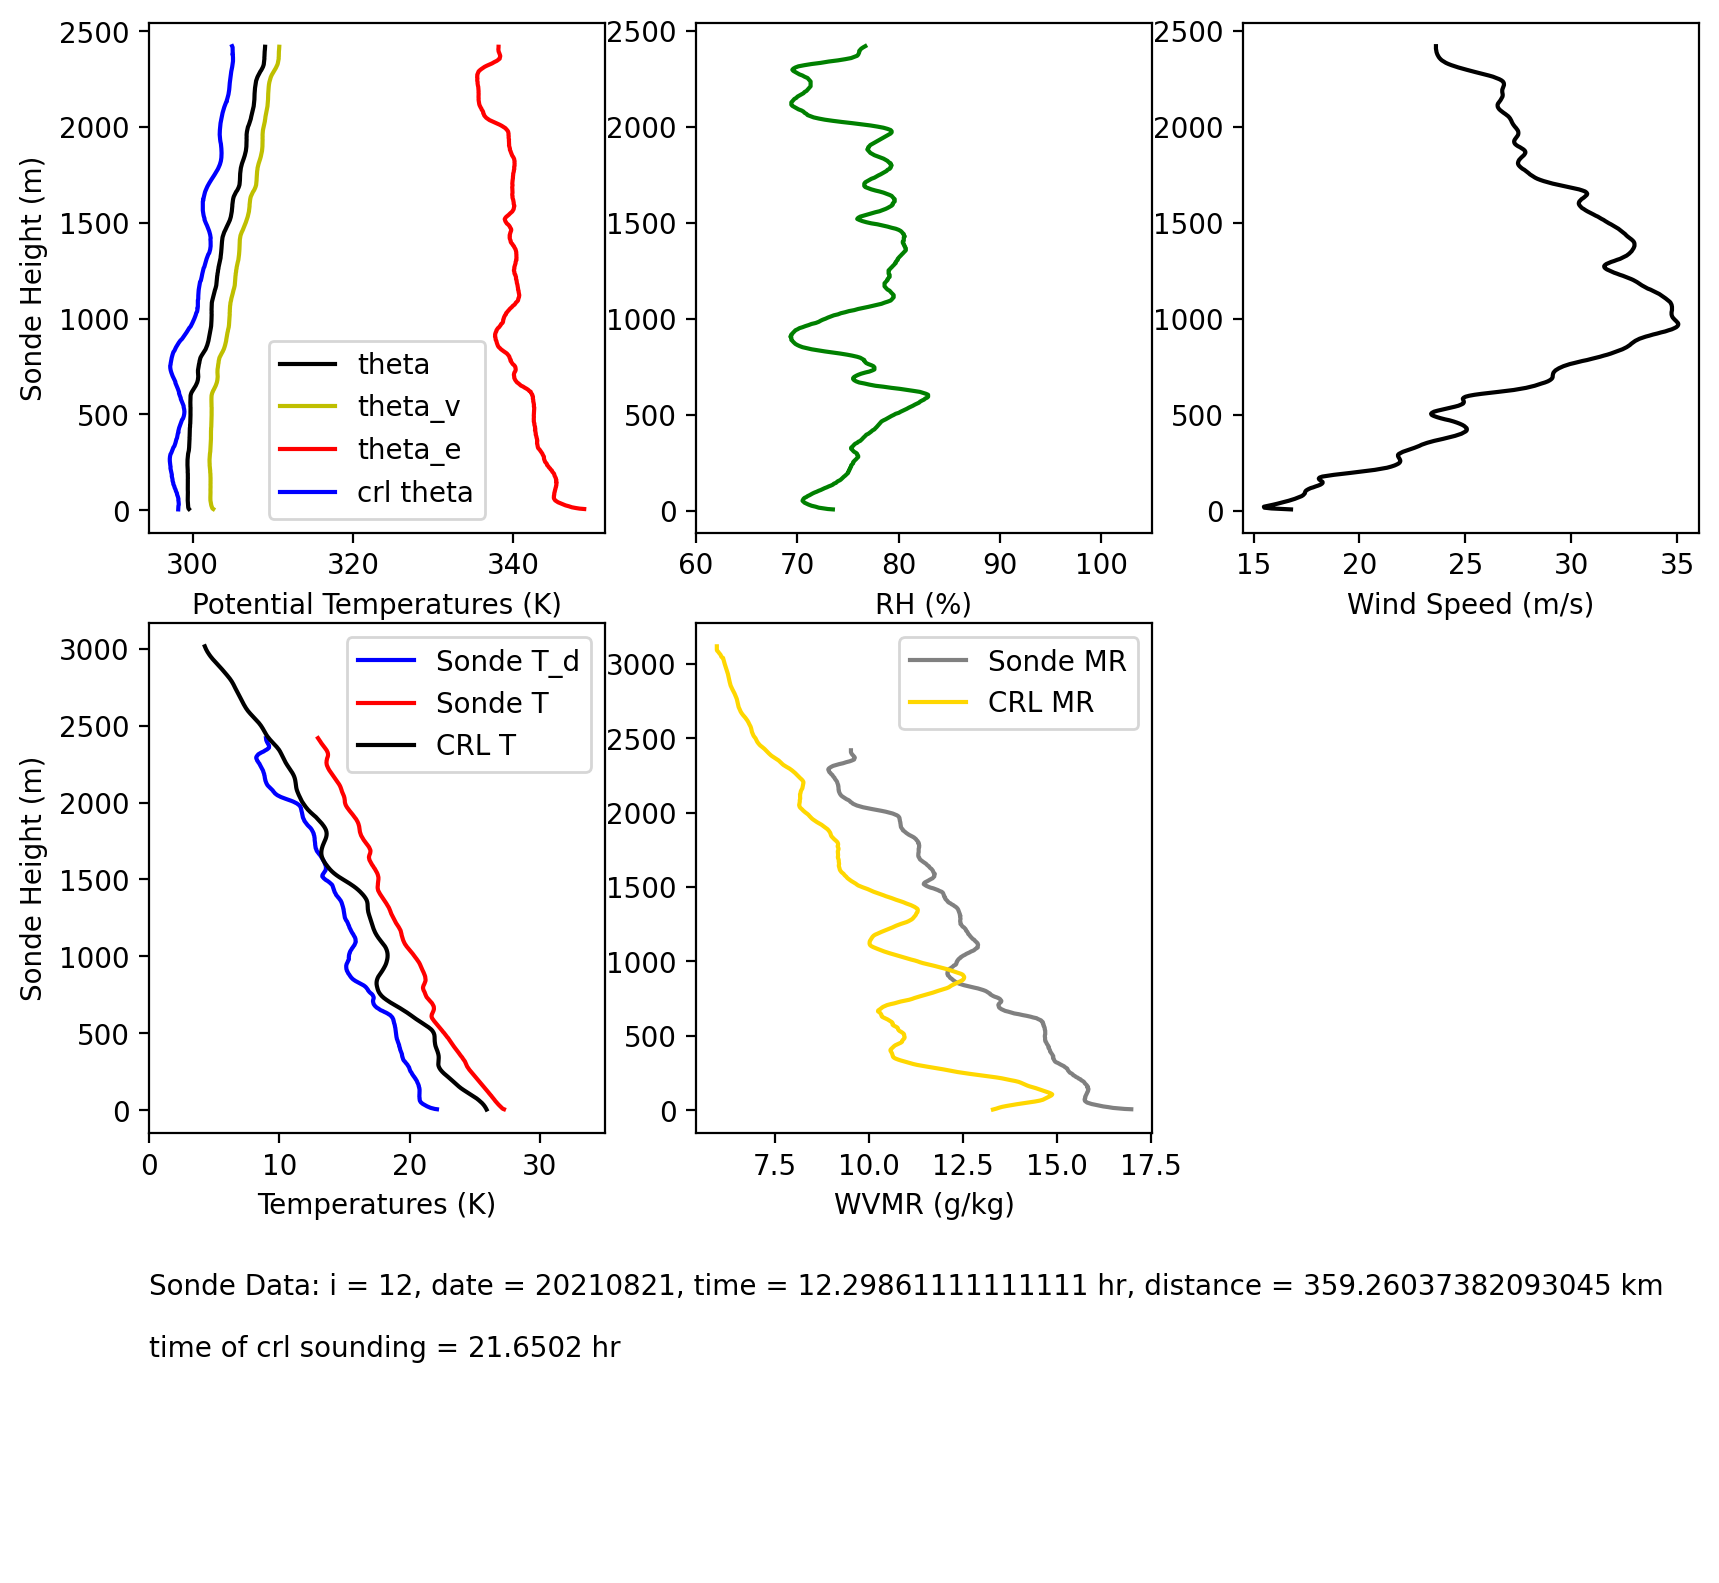 2500
2000
1500
1000
500
0
Sonde Height (m)
theta
theta_v
theta_e
crl theta
300 320 340
Potential Temperatures (K)
2500
2000
1500
1000
500
0
60 70 80 90 100
RH (%)
2500
2000
1500
1000
500
0
15 20 25 30 35
Wind Speed (m/s)
3000
2500
2000
1500
1000
500
0
Sonde Height (m)
Sonde T_d
Sonde T
CRL T
0 10 20 30
Temperatures (K)
3000
2500
2000
1500
1000
500
0
Sonde MR
CRL MR
7.5 10.0 12.5 15.0 17.5
WVMR (g/kg)
Sonde Data: i = 12, date = 20210821, time = 12.29861111111111 hr, distance = 359.26037382093045 km
time of crl sounding = 21.6502 hr